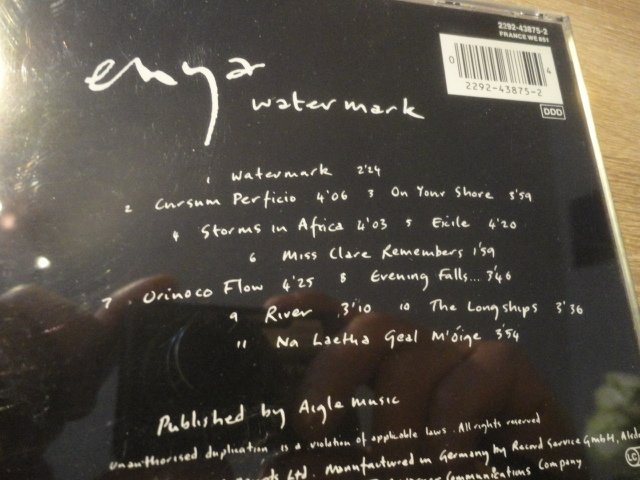 2292-43875-2
FRANCE WE 851
enya
0 4
2292-43875-2
watermark
DDD
1 Watermark 2'24
2 Cursum Perficio 4'06 3 On Your Shore 3'59
4 Storms in Africa 4'03 5 Exile 4'20
6 Miss Clare Remembers 1'59
7 Orinoco Flow 4'25 8 Evening Falls... 3'46
9 River 3'10 10 The Longships 3'36
11 Na Laetha Geal M'óige 3'54
Published by Aigle Music
Unauthorised duplication is a violation of applicable laws. All rights reserved
Ltd. Manufactured in Germany by Record Service GmbH,
Communications Company
LC